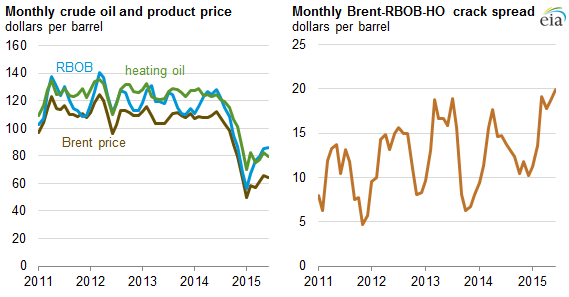 Monthly crude oil and product price
dollars per barrel
160
140
120
100
80
60
40
20
0
RBOB
heating oil
Brent price
2011 2012 2013 2014 2015
Monthly Brent-RBOB-HO crack spread
dollars per barrel
eia
25
20
15
10
5
0
2011 2012 2013 2014 2015